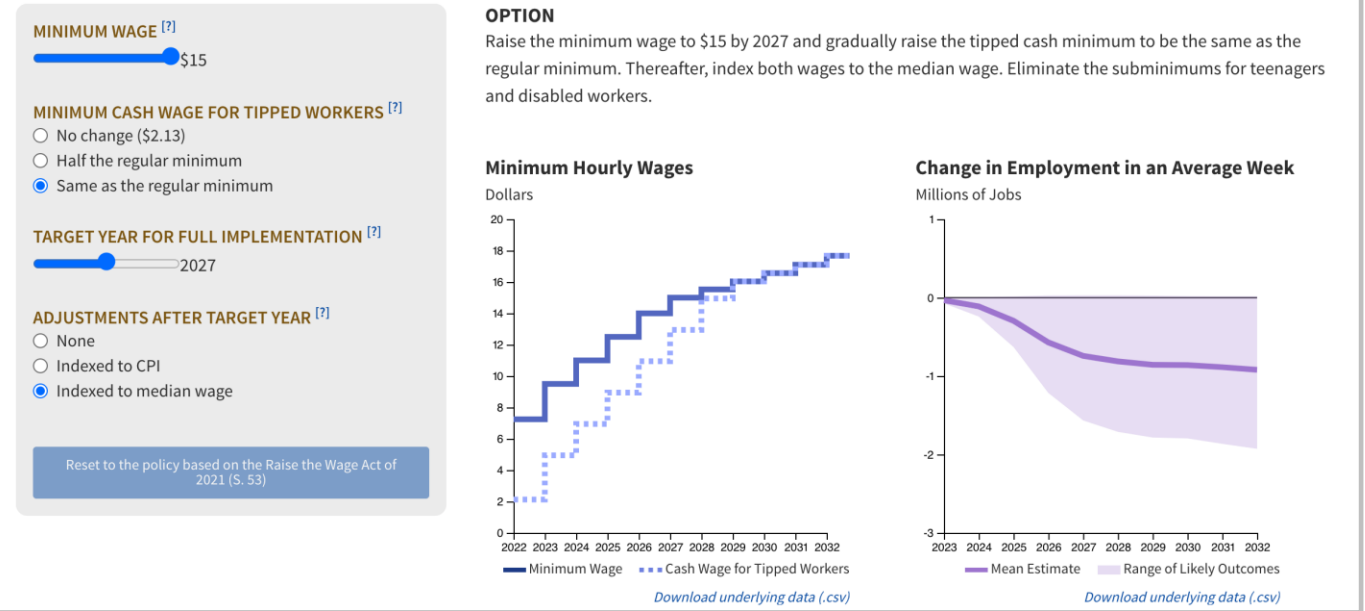 MINIMUM WAGE [?]
$15
MINIMUM CASH WAGE FOR TIPPED WORKERS [?]
No change ($2.13)
Half the regular minimum
Same as the regular minimum
TARGET YEAR FOR FULL IMPLEMENTATION [?]
2027
ADJUSTMENTS AFTER TARGET YEAR [?]
None
Indexed to CPI
Indexed to median wage
Reset to the policy based on the Raise the Wage Act of
2021 (S. 53)
OPTION
Raise the minimum wage to $15 by 2027 and gradually raise the tipped cash minimum to be the same as the
regular minimum. Thereafter, index both wages to the median wage. Eliminate the subminimums for teenagers
and disabled workers.
Minimum Hourly Wages
Dollars
20
18
16
14
12
10
8
6
4
2
0
2022 2023 2024 2025 2026 2027 2028 2029 2030 2031 2032
Minimum Wage Cash Wage for Tipped Workers
Download underlying data (.csv)
Change in Employment in an Average Week
Millions of Jobs
1
0
-1
-2
-3
2023 2024 2025 2026 2027 2028 2029 2030 2031 2032
Mean Estimate Range of Likely Outcomes
Download underlying data (.csv)